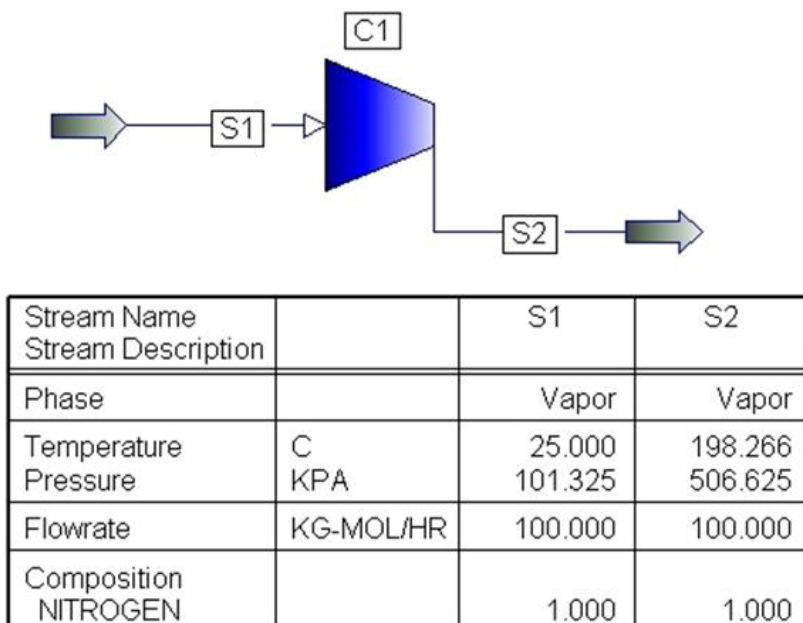 C1
S1
S2
Stream Name S1 S2
Stream Description
Phase Vapor Vapor
Temperature C 25.000 198.266
Pressure KPA 101.325 506.625
Flowrate KG-MOL/HR 100.000 100.000
Composition
NITROGEN 1.000 1.000